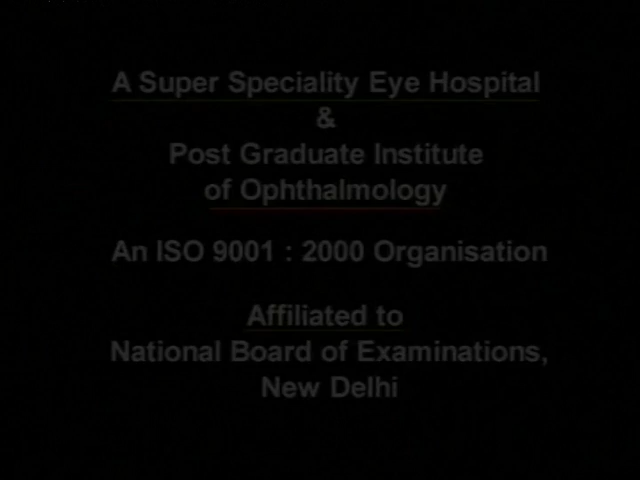 A Super Speciality Eye Hospital
&
Post Graduate Institute
of Ophthalmology
An ISO 9001 : 2000 Organisation
Affiliated to
National Board of Examinations,
New Delhi